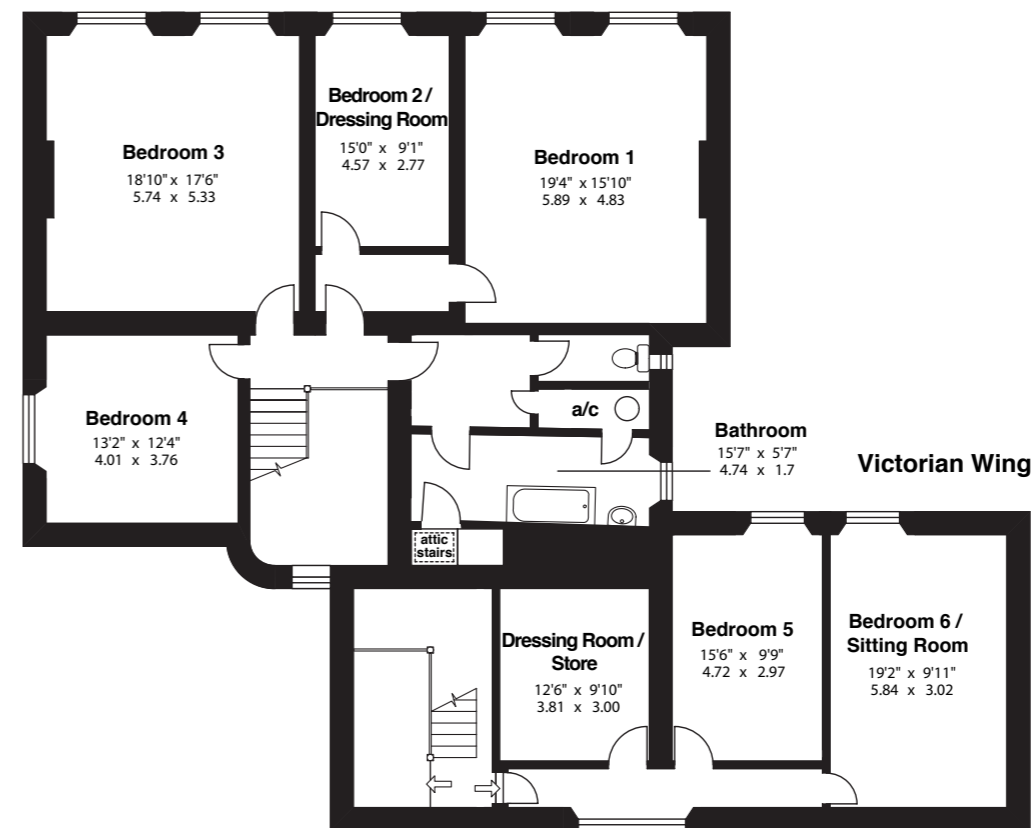 Bedroom 3
18'10" x 17'6"
5.74 x 5.33
Bedroom 2 /
Dressing Room
15'0" x 9'1"
4.57 x 2.77
Bedroom 1
19'4" x 15'10"
5.89 x 4.83
Bedroom 4
13'2" x 12'4"
4.01 x 3.76
a/c
Bathroom
15'7" x 5'7"
4.74 x 1.7
Victorian Wing
attic
stairs
Dressing Room /
Store
12'6" x 9'10"
3.81 x 3.00
Bedroom 5
15'6" x 9'9"
4.72 x 2.97
Bedroom 6 /
Sitting Room
19'2" x 9'11"
5.84 x 3.02